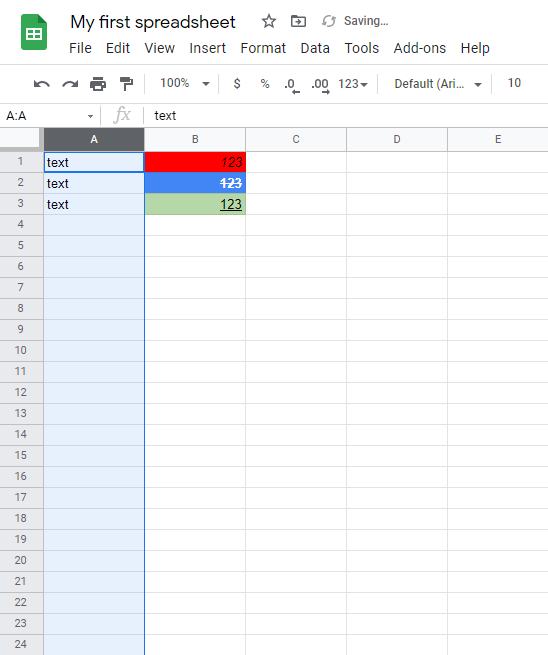 My first spreadsheet Saving...
File Edit View Insert Format Data Tools Add-ons Help
100% $ % .0 .00 123 Default (Ari... 10
A:A fx text
A B C D E
1 text 123
2 text 123
3 text 123
4
5
6
7
8
9
10
11
12
13
14
15
16
17
18
19
20
21
22
23
24